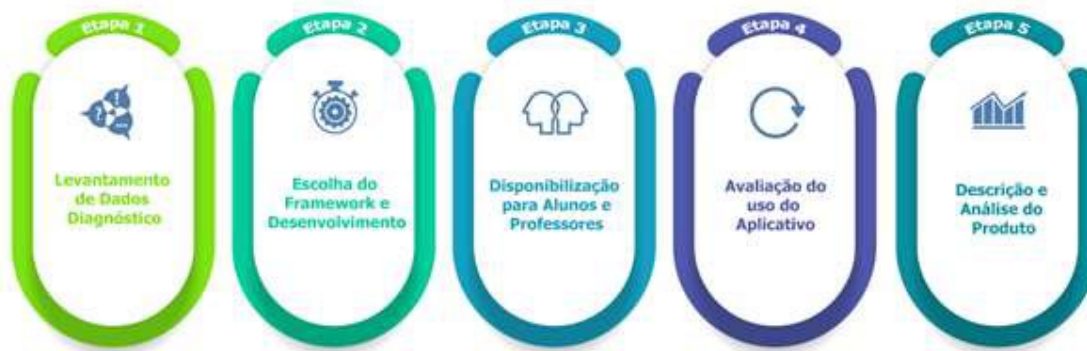 Etapa 1
Levantamento
de Dados
Diagnóstico
Etapa 2
Escolha do
Framework e
Desenvolvimento
Etapa 3
Disponibilização
para Alunos e
Professores
Etapa 4
Avaliação do
uso do
Aplicativo
Etapa 5
Descrição e
Análise do
Produto